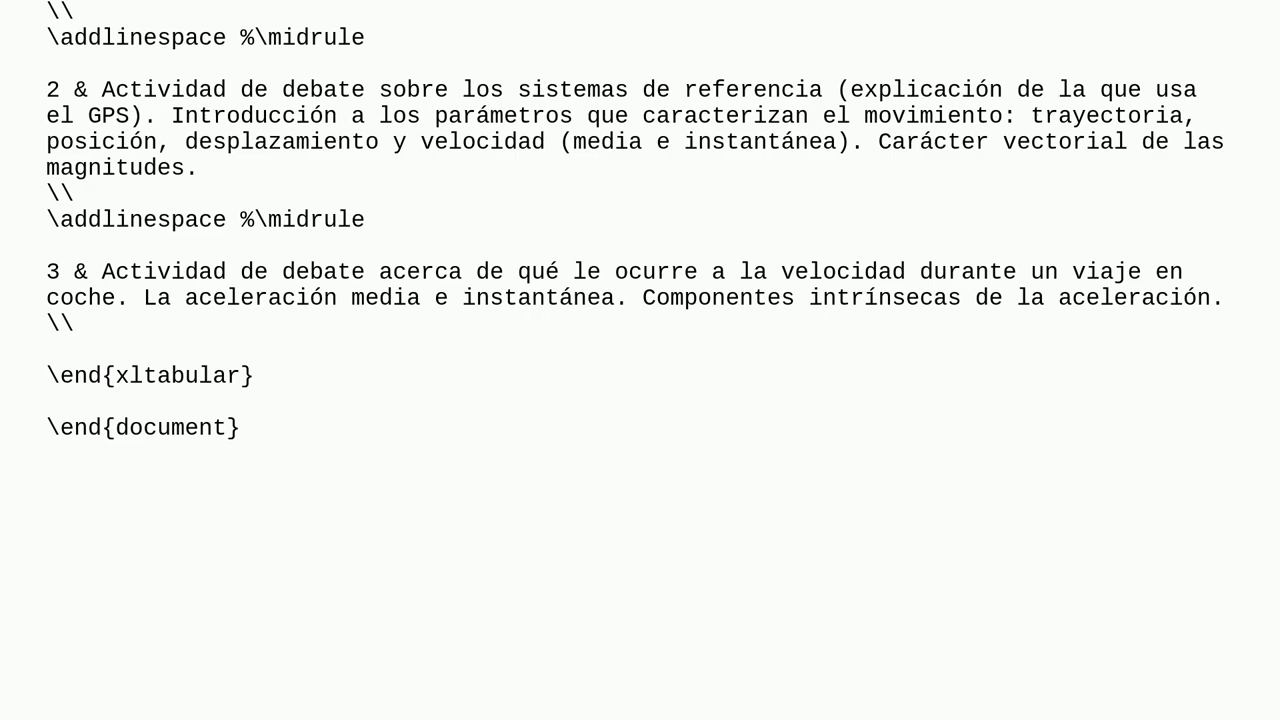 \\
\addlinespace %\midrule
2 & Actividad de debate sobre los sistemas de referencia (explicación de la que usa
el GPS). Introducción a los parámetros que caracterizan el movimiento: trayectoria,
posición, desplazamiento y velocidad (media e instantánea). Carácter vectorial de las
magnitudes.
\\
\addlinespace %\midrule
3 & Actividad de debate acerca de qué le ocurre a la velocidad durante un viaje en
coche. La aceleración media e instantánea. Componentes intrínsecas de la aceleración.
\\
\end{xltabular}
\end{document}